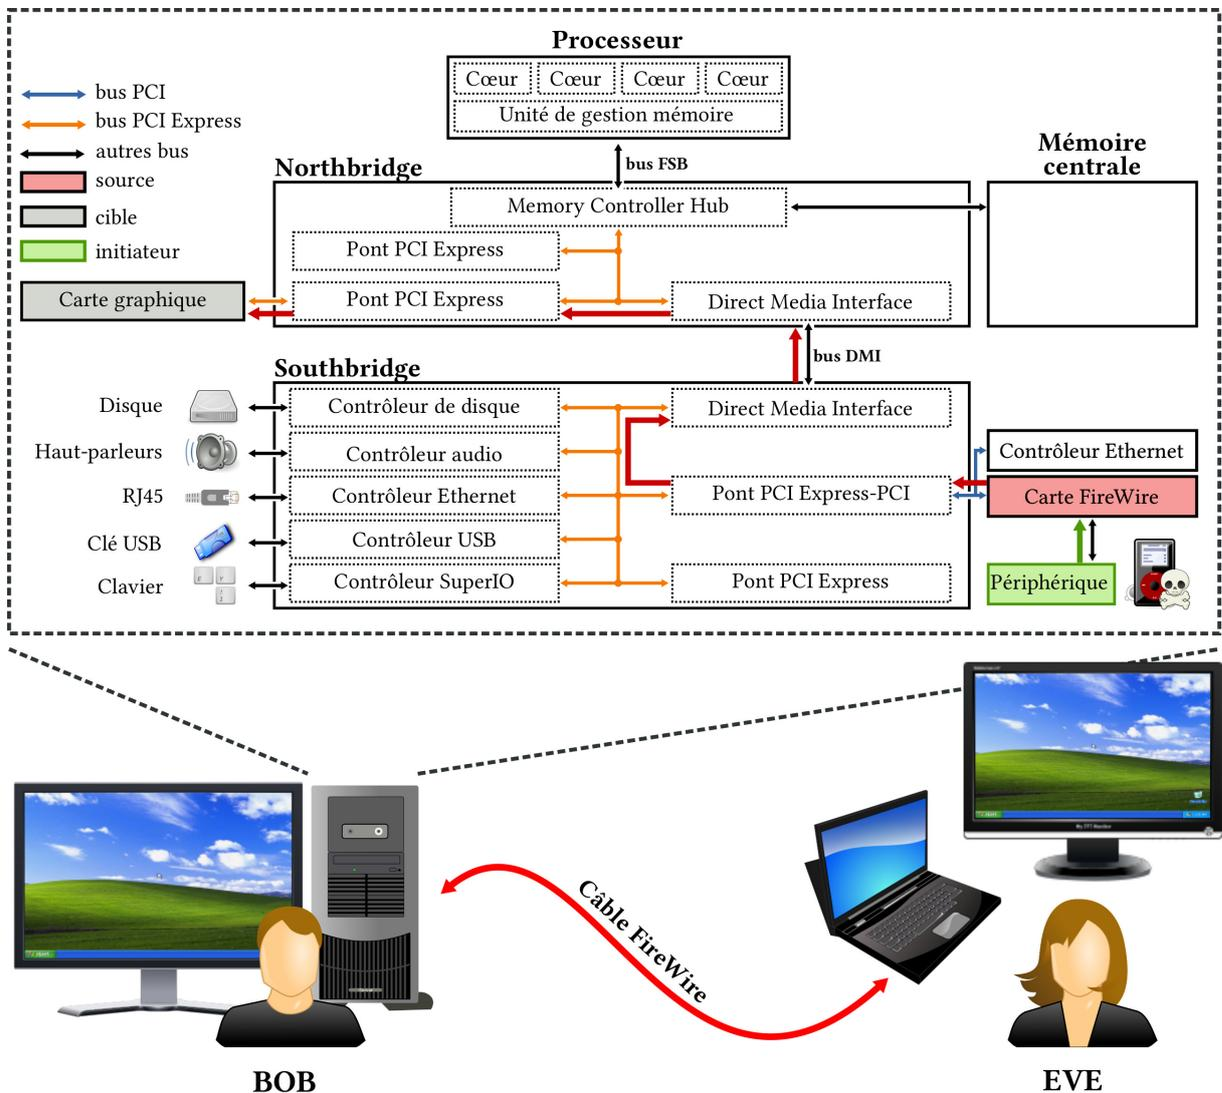 Processeur
Cœur
Cœur
Cœur
Cœur
Unité de gestion mémoire
bus PCI
bus PCI Express
autres bus
source
cible
initiateur
bus FSB
Mémoire
centrale
Northbridge
Memory Controller Hub
Pont PCI Express
Carte graphique
Pont PCI Express
Direct Media Interface
bus DMI
Southbridge
Disque
Contrôleur de disque
Direct Media Interface
Haut-parleurs
Contrôleur audio
Contrôleur Ethernet
RJ45
Contrôleur Ethernet
Pont PCI Express-PCI
Carte FireWire
Clé USB
Contrôleur USB
Clavier
Contrôleur SuperIO
Pont PCI Express
Périphérique
Câble FireWire
BOB
EVE